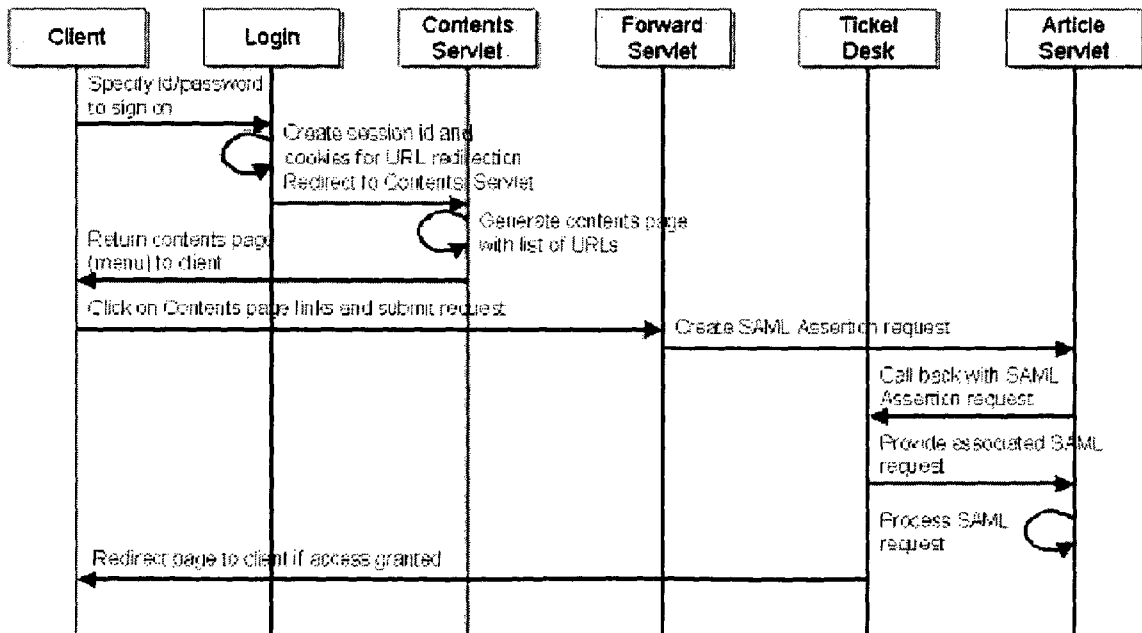 Client
Login
Contents
Servlet
Forward
Servlet
Ticket
Desk
Article
Servlet
Specify id/password
to sign on
Create session id and
cookies for URL redirection
Redirect to Contents Servlet
Generate contents page
with list of URLs
Return contents page
(menu) to client
Click on Contents page links and submit request
Create SAML Assertion request
Call back with SAML
Assertion request
Provide associated SAML
request
Process SAML
request
Redirect page to client if access granted